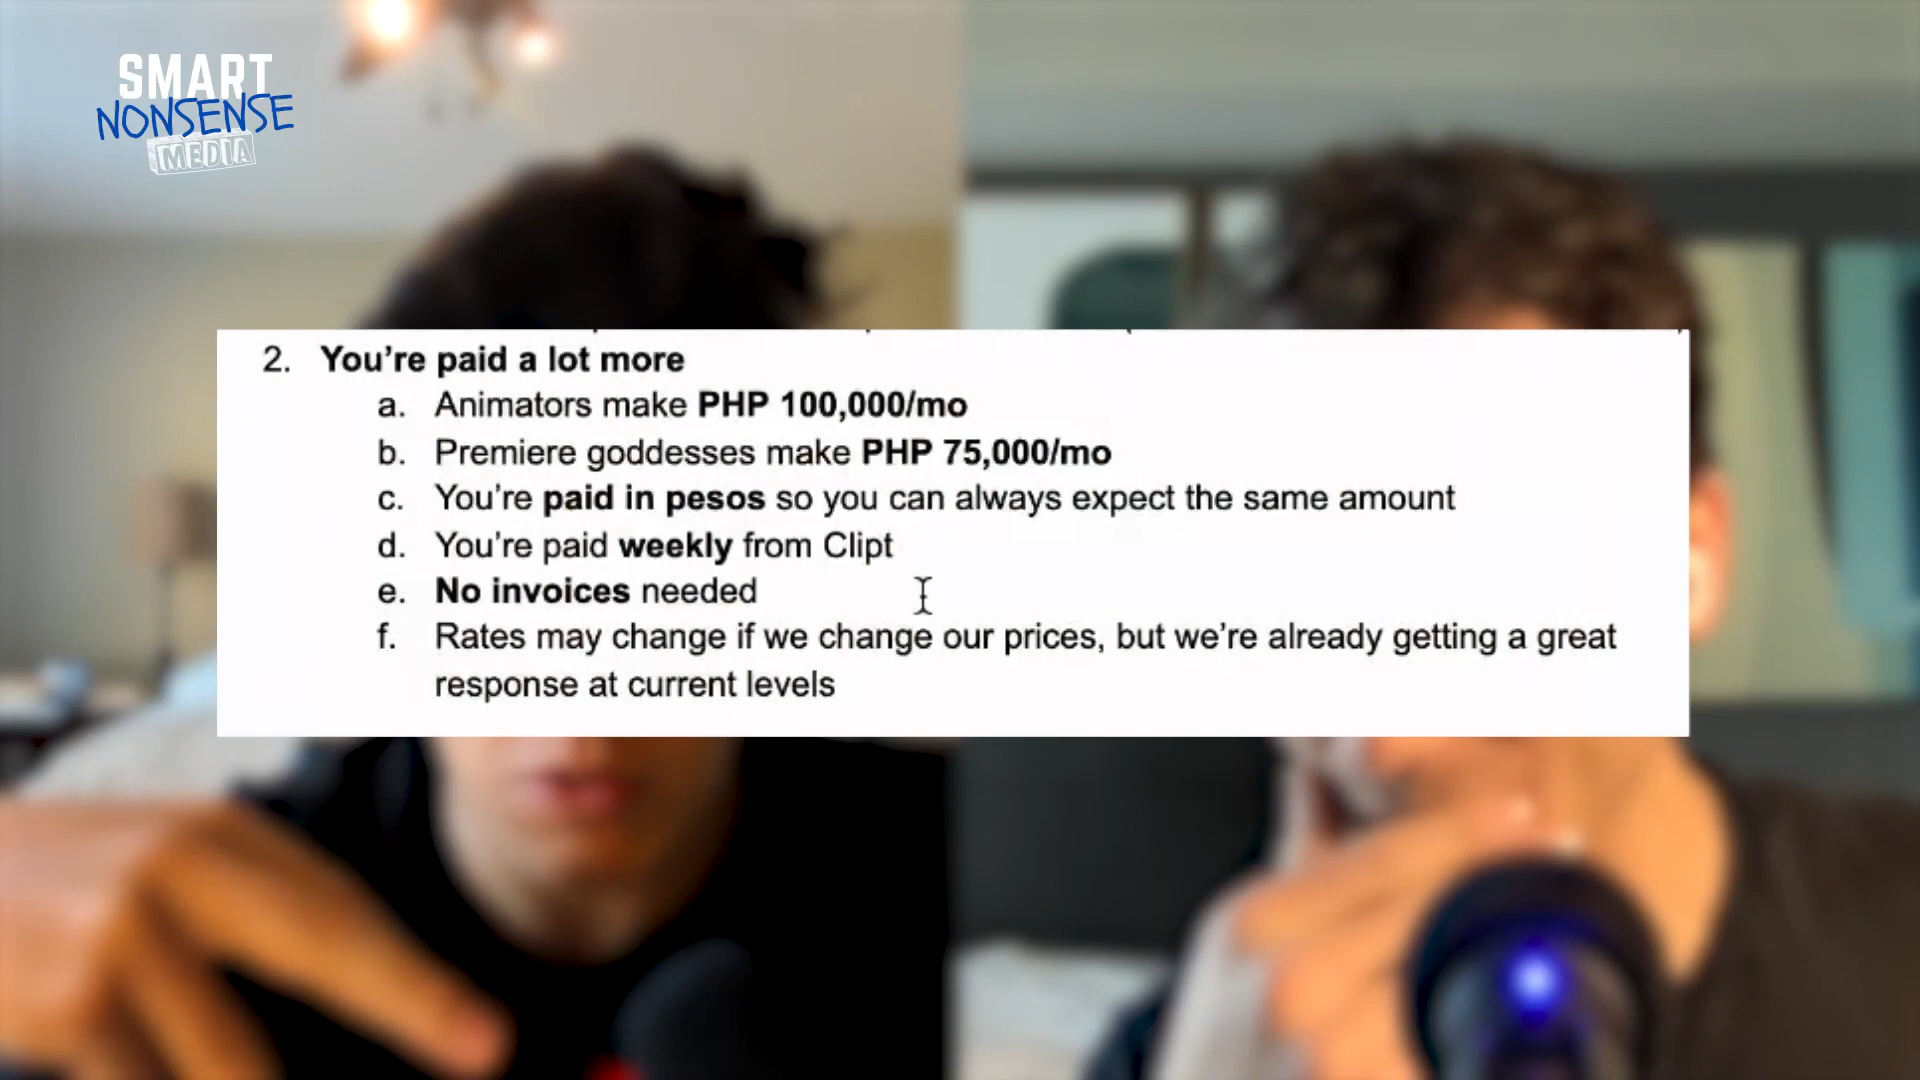 SMART
NONSENSE
MEDIA
2. You're paid a lot more
a. Animators make PHP 100,000/mo
b. Premiere goddesses make PHP 75,000/mo
c. You're paid in pesos so you can always expect the same amount
d. You're paid weekly from Clipt
e. No invoices needed
f. Rates may change if we change our prices, but we're already getting a great
response at current levels